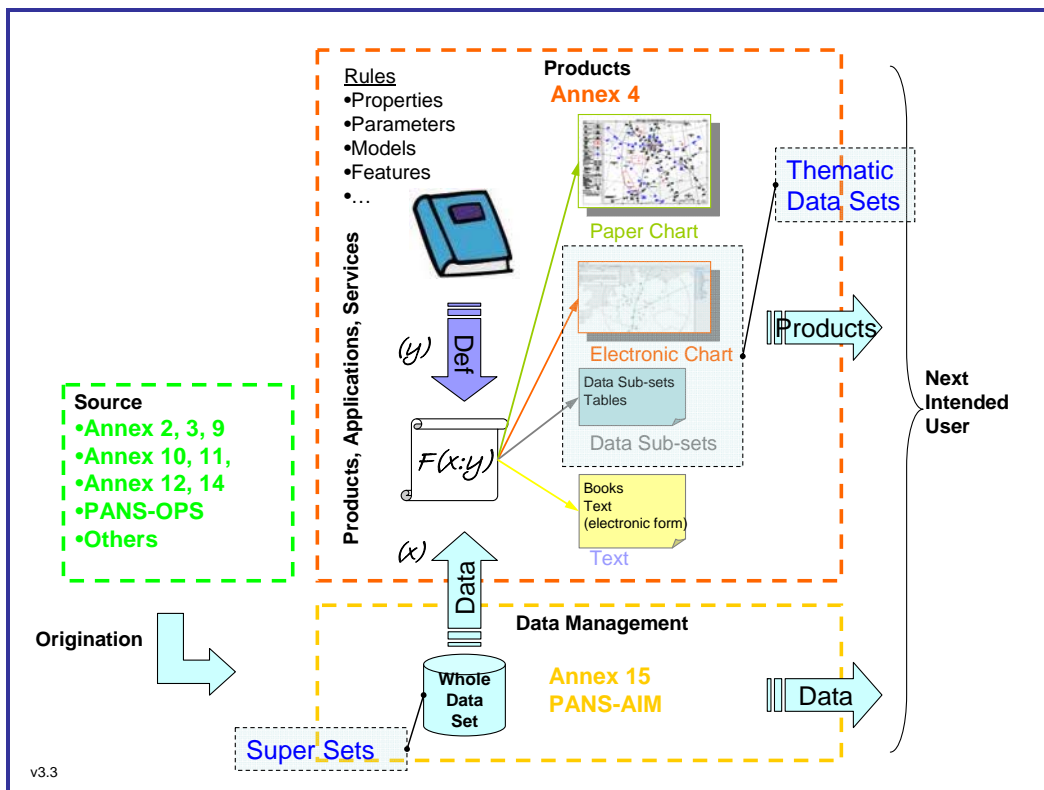 Rules
•Properties
•Parameters
•Models
•Features
•…
Products
Annex 4
Thematic
Data Sets
Paper Chart
Products, Applications, Services
(y)
Def
Electronic Chart
Products
Data Sub-sets
Tables
Data Sub-sets
Next
Intended
User
Source
•Annex 2, 3, 9
•Annex 10, 11,
•Annex 12, 14
•PANS-OPS
•Others
F(x:y)
Books
Text
(electronic form)
Text
(x)
Data
Origination
Data Management
Whole
Data
Set
Annex 15
PANS-AIM
Data
Super Sets
v3.3